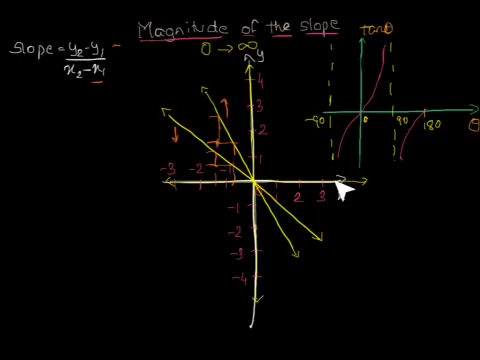 Magnitude of the slope
0 → ∞
Slope = y₂ - y₁ -
x₂ - x₁
y
4
3
2
1
-3 -2 -1
2 3
-1
-2
-3
-4
tanθ
-90 0 90 180 θ